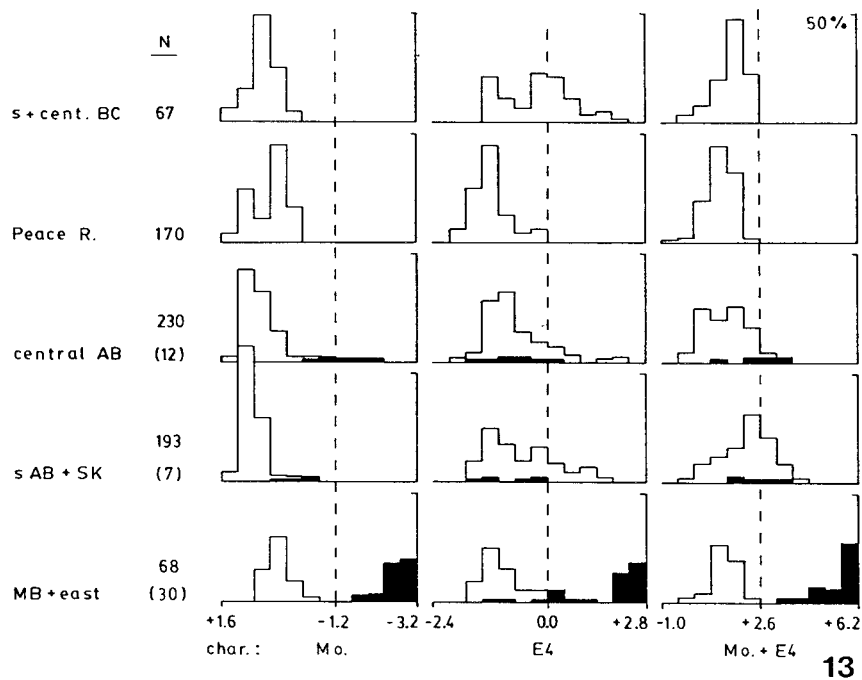 N
50%
s+cent. BC 67
Peace R. 170
230
central AB (12)
193
s AB + SK (7)
68
MB+east (30)
+1.6 -1.2 -3.2 -2.4 0.0 +2.8 -1.0 +2.6 +6.2
char.: Mo. E4 Mo. + E4
13